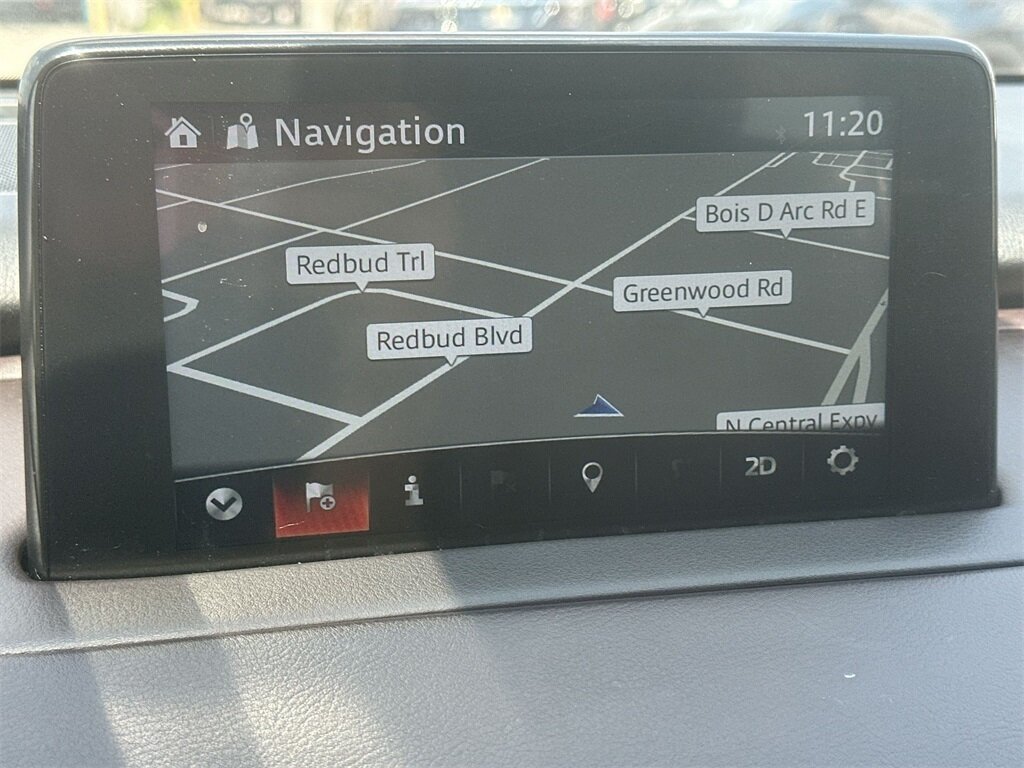 Navigation
11:20
Bois D Arc Rd E
Redbud Trl
Greenwood Rd
Redbud Blvd
N Central Expy
2D